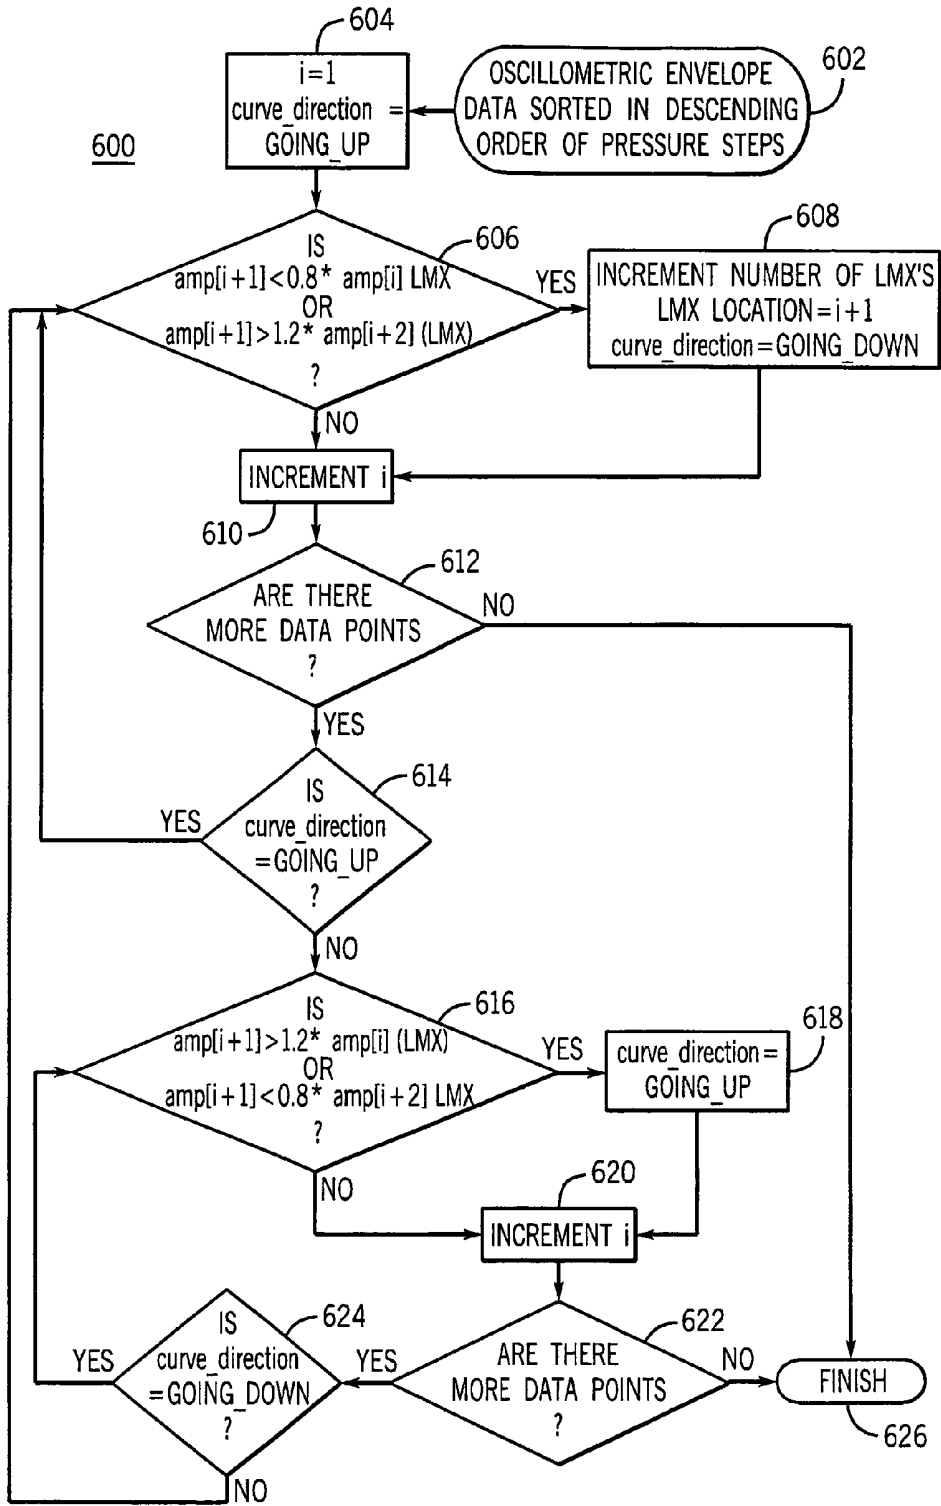 604
602
i=1
curve_direction =
GOING_UP
OSCILLOMETRIC ENVELOPE
DATA SORTED IN DESCENDING
ORDER OF PRESSURE STEPS
600
606
608
IS
amp[i+1]<0.8* amp[i] LMX
OR
amp[i+1]>1.2* amp[i+2] (LMX)
?
YES
INCREMENT NUMBER OF LMX'S
LMX LOCATION=i+1
curve_direction=GOING_DOWN
NO
INCREMENT i
610
612
ARE THERE
MORE DATA POINTS
?
NO
YES
614
IS
curve_direction
=GOING_UP
?
YES
NO
616
618
IS
amp[i+1]>1.2* amp[i] (LMX)
OR
amp[i+1]<0.8* amp[i+2] LMX
?
YES
curve_direction=
GOING_UP
NO
620
INCREMENT i
624
622
IS
curve_direction
=GOING_DOWN
?
YES
YES
ARE THERE
MORE DATA POINTS
?
NO
FINISH
626
NO